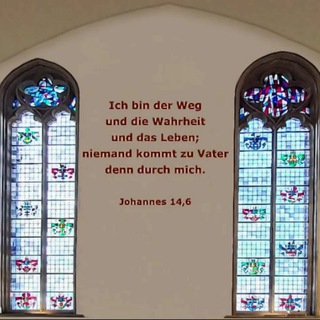 Ich bin der Weg
und die Wahrheit
und das Leben;
niemand kommt zu Vater
denn durch mich.
Johannes 14,6